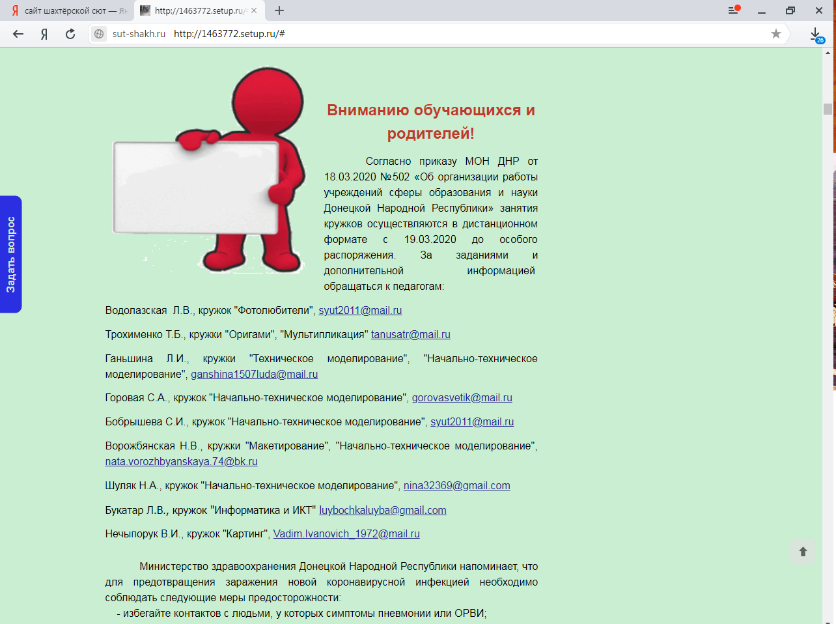 сайт шахтёрской сют — Ян
http://1463772.setup.ru/
sut-shakh.ru http://1463772.setup.ru/#
Вниманию обучающихся и
родителей!
Согласно приказу МОН ДНР от
18.03.2020 №502 «Об организации работы
учреждений сферы образования и науки
Донецкой Народной Республики» занятия
кружков осуществляются в дистанционном
формате с 19.03.2020 до особого
распоряжения. За заданиями и
дополнительной информацией
обращаться к педагогам:
Задать вопрос
Водолазская Л.В., кружок "Фотолюбители", syut2011@mail.ru
Трохименко Т.Б., кружки "Оригами", "Мультипликация" tanusatr@mail.ru
Ганьшина Л.И., кружки "Техническое моделирование", "Начально-техническое
моделирование", ganshina1507luda@mail.ru
Горовая С.А., кружок "Начально-техническое моделирование", gorovasvetik@mail.ru
Бобрышева С.И., кружок "Начально-техническое моделирование", syut2011@mail.ru
Ворожбянская Н.В., кружки "Макетирование", "Начально-техническое моделирование",
nata.vorozhbyanskaya.74@bk.ru
Шуляк Н.А., кружок "Начально-техническое моделирование", nina32369@gmail.com
Букатар Л.В., кружок "Информатика и ИКТ" luybochkaluyba@gmail.com
Нечыпорук В.И., кружок "Картинг", Vadim.Ivanovich_1972@mail.ru
Министерство здравоохранения Донецкой Народной Республики напоминает, что
для предотвращения заражения новой коронавирусной инфекцией необходимо
соблюдать следующие меры предосторожности:
- избегайте контактов с людьми, у которых симптомы пневмонии или ОРВИ;